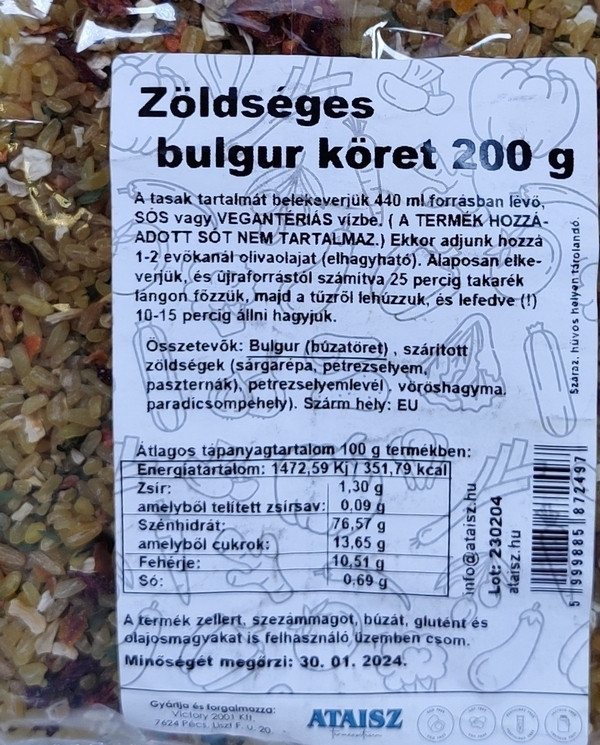 Zöldséges
bulgur köret 200 g
A tasak tartalmát belekeverjük 440 ml forrásban lévő,
SÓS vagy VEGANTÉRIÁS vízbe. ( A TERMÉK HOZZÁ-
ADOTT SÓT NEM TARTALMAZ.) Ekkor adjunk hozzá
1-2 evőkanál olívaolajat (elhagyható). Alaposan elke-
verjük, és újraforrástól számítva 25 percig takarék
lángon főzzük, majd a tűzről lehúzzuk, és lefedve (!)
10-15 percig állni hagyjuk.
Száraz, hűvös helyen tárolandó.
Összetevők: Bulgur (búzatöret) , szárított
zöldségek (sárgarépa, petrezselyem,
paszternák), petrezselyemlevél , vöröshagyma,
paradicsompehely). Szárm.hely: EU
Átlagos tápanyagtartalom 100 g termékben:
Energiatartalom: 1472,59 Kj / 351,79 kcal
Zsír: 1,30 g
amelyből telített zsírsav: 0,09 g
Szénhidrát: 76,57 g
amelyből cukrok: 13,65 g
Fehérje: 10,51 g
Só: 0,69 g
info@ataisz.hu
Lot: 230204
ataisz.hu
5 999885 872497
A termék zellert, szezámmagot, búzát, glutént és
olajosmagvakat is felhasználó üzemben csom.
Minőségét megőrzi: 30. 01. 2024.
Gyártja és forgalmazza:
Victory 2001 Kft.
7624 Pécs, Liszt F. u. 20.
ATAISZ